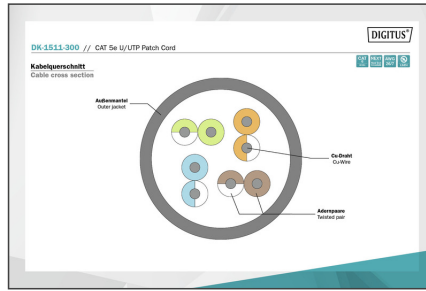 DIGITUS®
DK-1511-300 // CAT 5e U/UTP Patch Cord
Kabelquerschnitt
Cable cross section
Außenmantel
Outer jacket
Cu-Draht
Cu-Wire
Adernpaare
Twisted pair